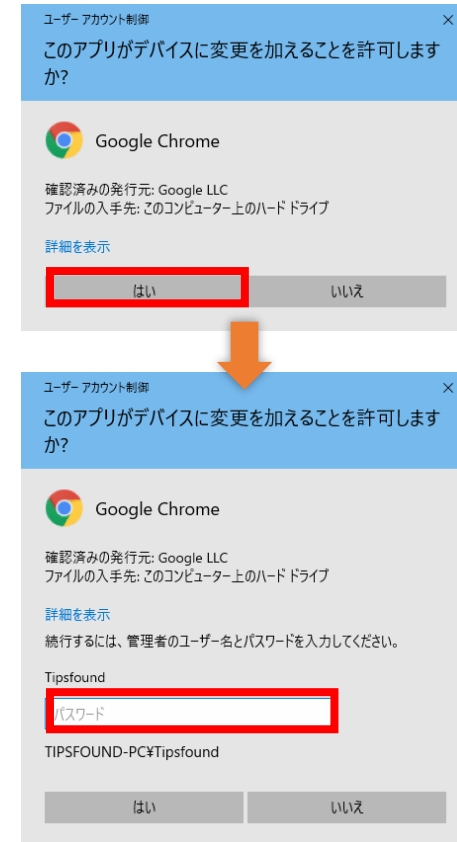 ユーザー アカウント制御
このアプリがデバイスに変更を加えることを許可します
か?
Google Chrome
確認済みの発行元: Google LLC
ファイルの入手先: このコンピューター上のハード ドライブ
詳細を表示
はい
いいえ
ユーザー アカウント制御
このアプリがデバイスに変更を加えることを許可します
か?
Google Chrome
確認済みの発行元: Google LLC
ファイルの入手先: このコンピューター上のハード ドライブ
詳細を表示
続行するには、管理者のユーザー名とパスワードを入力してください。
Tipsfound
パスワード
TIPSFOUND-PC¥Tipsfound
はい
いいえ